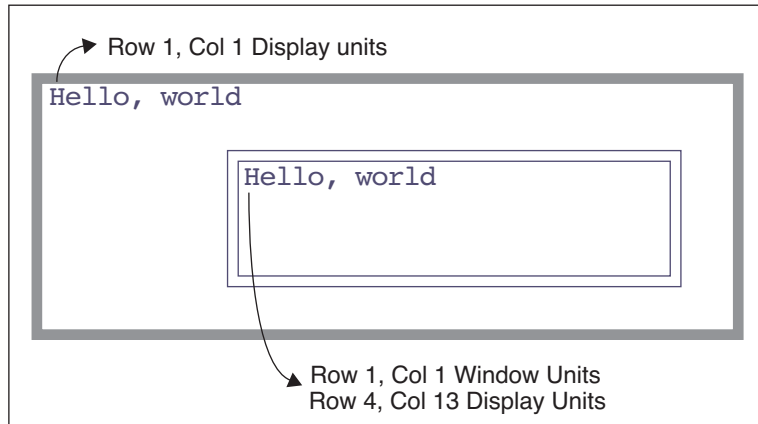 Row 1, Col 1 Display units
Hello, world
Hello, world
Row 1, Col 1 Window Units
Row 4, Col 13 Display Units